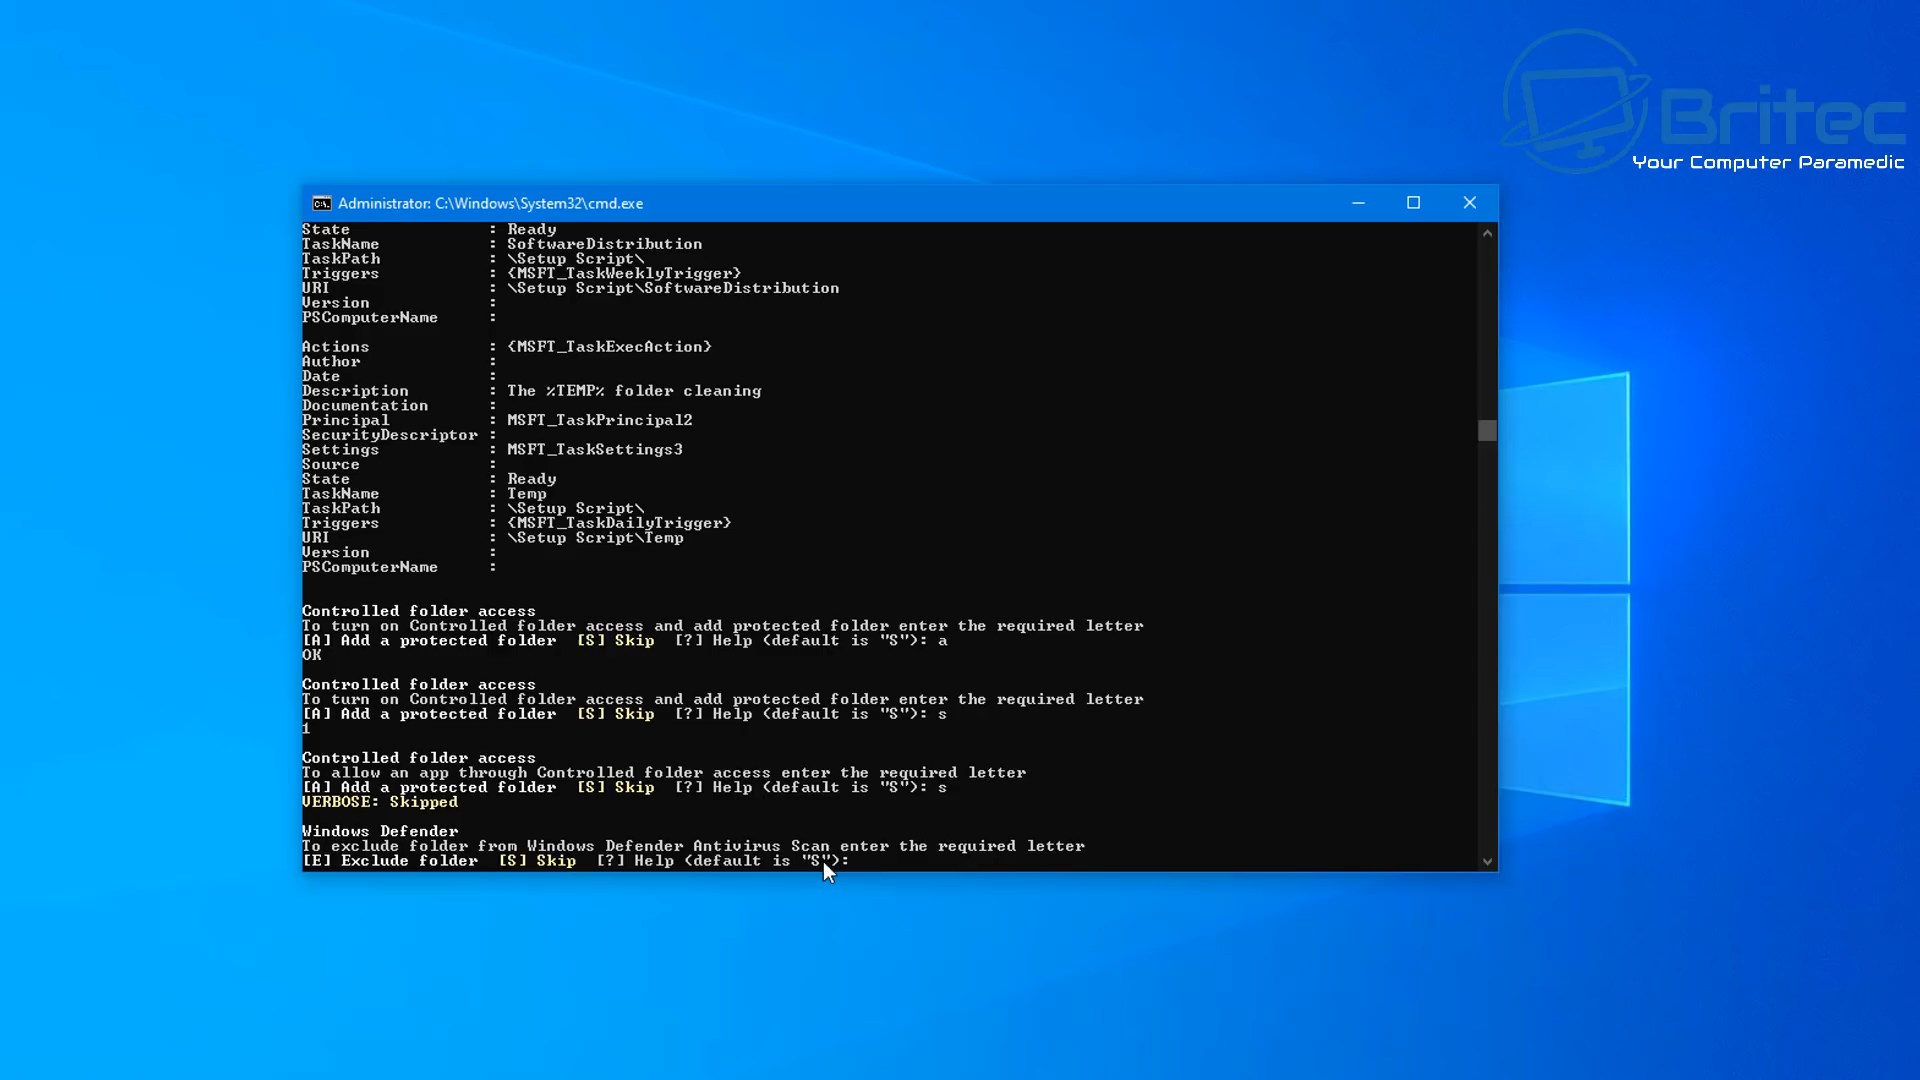 Britec
Your Computer Paramedic
Administrator: C:\Windows\System32\cmd.exe
State : Ready
TaskName : SoftwareDistribution
TaskPath : \Setup Script\
Triggers : {MSFT_TaskWeeklyTrigger}
URI : \Setup Script\SoftwareDistribution
Version :
PSComputerName :
Actions : {MSFT_TaskExecAction}
Author :
Date :
Description : The %TEMP% folder cleaning
Documentation :
Principal : MSFT_TaskPrincipal2
SecurityDescriptor :
Settings : MSFT_TaskSettings3
Source :
State : Ready
TaskName : Temp
TaskPath : \Setup Script\
Triggers : {MSFT_TaskDailyTrigger}
URI : \Setup Script\Temp
Version :
PSComputerName :
Controlled folder access
To turn on Controlled folder access and add protected folder enter the required letter
[A] Add a protected folder [S] Skip [?] Help (default is "S"): a
OK
Controlled folder access
To turn on Controlled folder access and add protected folder enter the required letter
[A] Add a protected folder [S] Skip [?] Help (default is "S"): s
1
Controlled folder access
To allow an app through Controlled folder access enter the required letter
[A] Add a protected folder [S] Skip [?] Help (default is "S"): s
VERBOSE: Skipped
Windows Defender
To exclude folder from Windows Defender Antivirus Scan enter the required letter
[E] Exclude folder [S] Skip [?] Help (default is "S"):